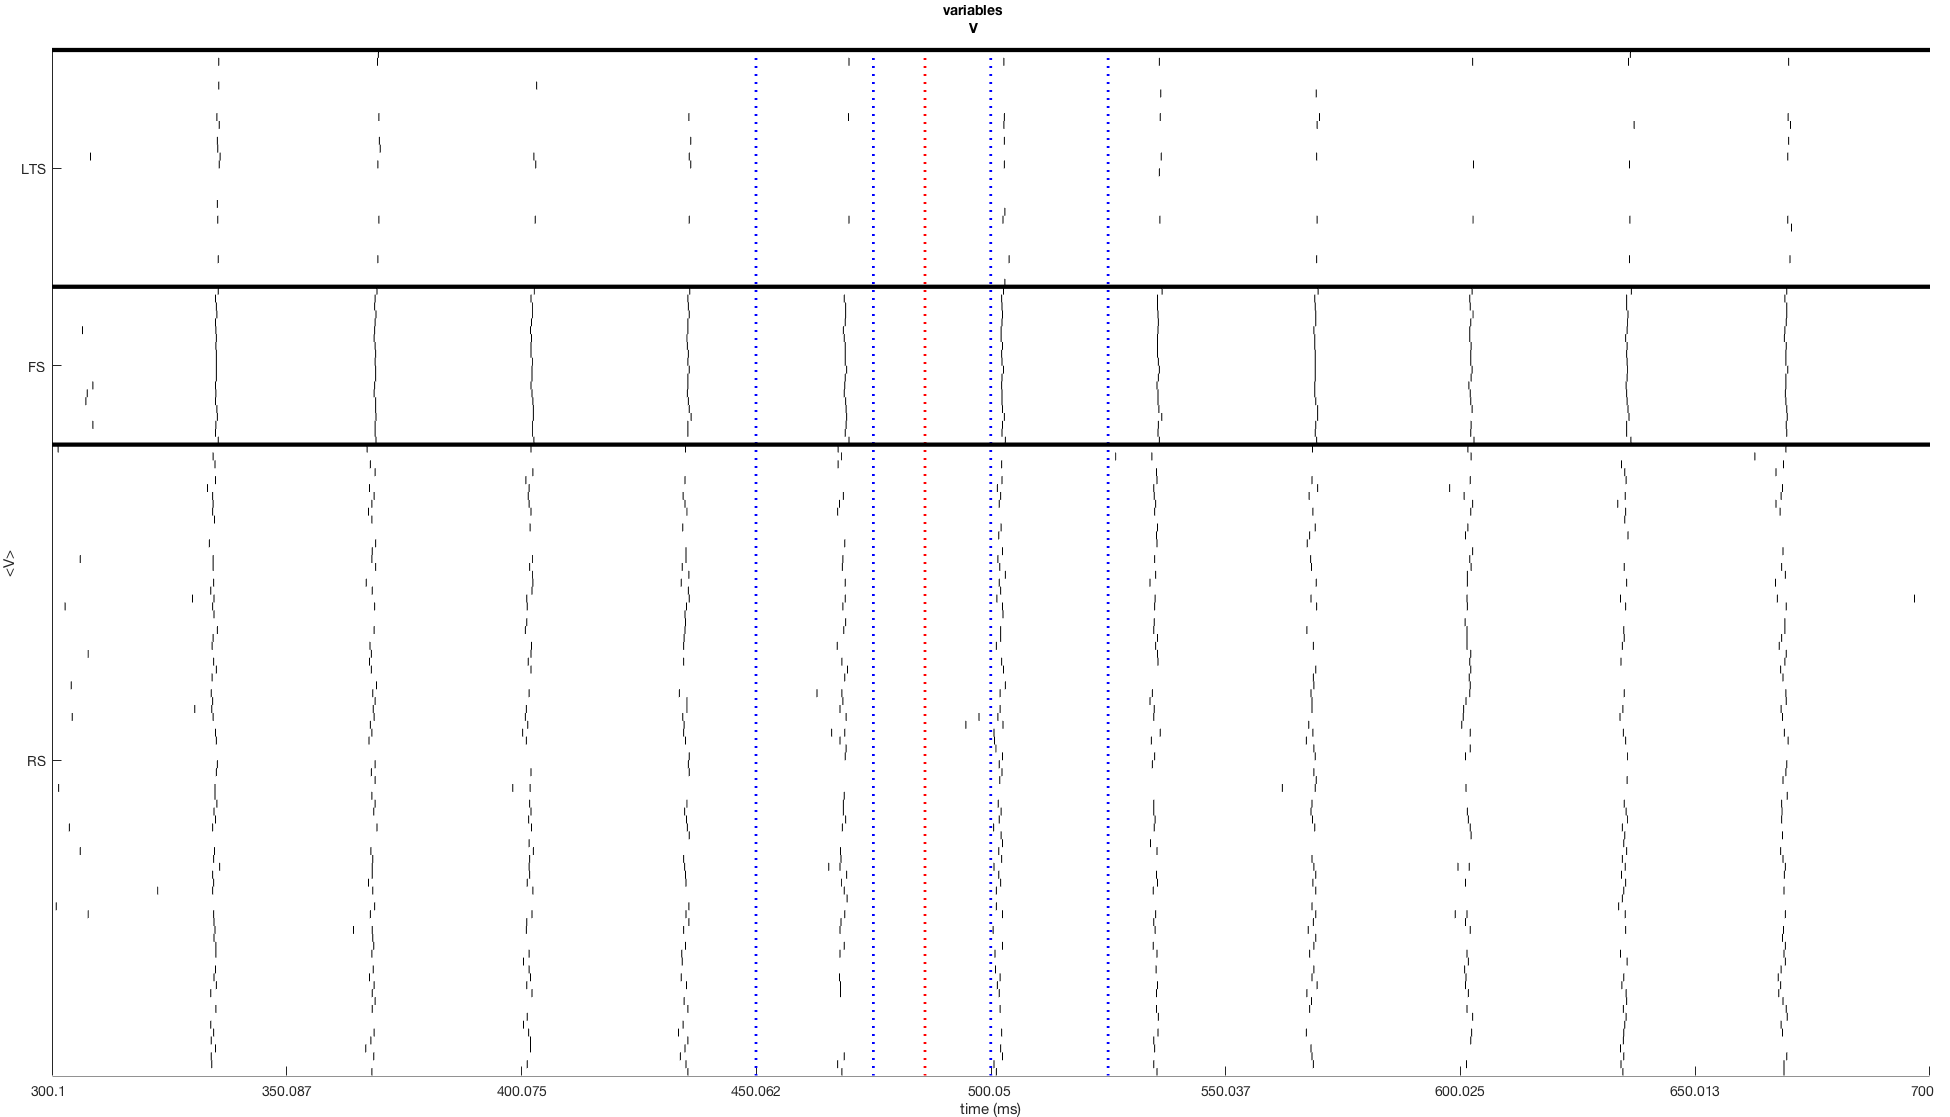 variables
V
LTS
FS
<V>
RS
300.1
350.087
400.075
450.062
500.05
550.037
600.025
650.013
700
time (ms)